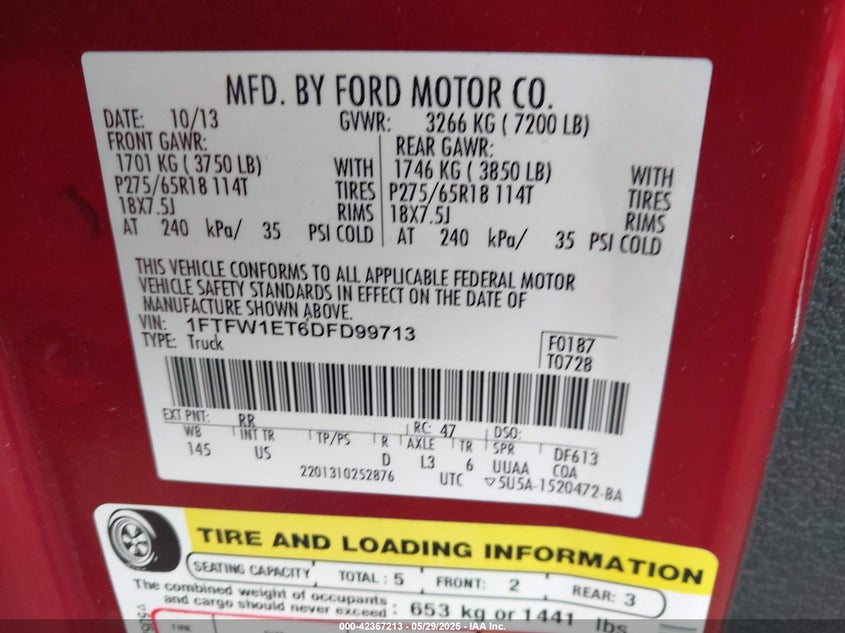 MFD. BY FORD MOTOR CO.
DATE: 10/13 GVWR: 3266 KG ( 7200 LB)
FRONT GAWR: REAR GAWR:
1701 KG ( 3750 LB) WITH 1746 KG ( 3850 LB) WITH
P275/65R18 114T TIRES P275/65R18 114T TIRES
18X7.5J RIMS 18X7.5J RIMS
AT 240 kPa/ 35 PSI COLD AT 240 kPa/ 35 PSI COLD
THIS VEHICLE CONFORMS TO ALL APPLICABLE FEDERAL MOTOR
VEHICLE SAFETY STANDARDS IN EFFECT ON THE DATE OF
MANUFACTURE SHOWN ABOVE.
VIN: 1FTFW1ET6DFD99713
TYPE: Truck
F0187
T0728
EXT PNT: RR RC: 47 DSO:
WB INT TR TP/PS R AXLE TR SPR DF613
145 US D L3 6 UUAA COA
2201310252876 UTC ▽5U5A-1520472-BA
TIRE AND LOADING INFORMATION
SEATING CAPACITY TOTAL : 5 FRONT: 2 REAR: 3
The combined weight of occupants
and cargo should never exceed : 653 kg or 1441 lbs
TIRE
000-42367213 - 05/29/2025 - IAA Inc.